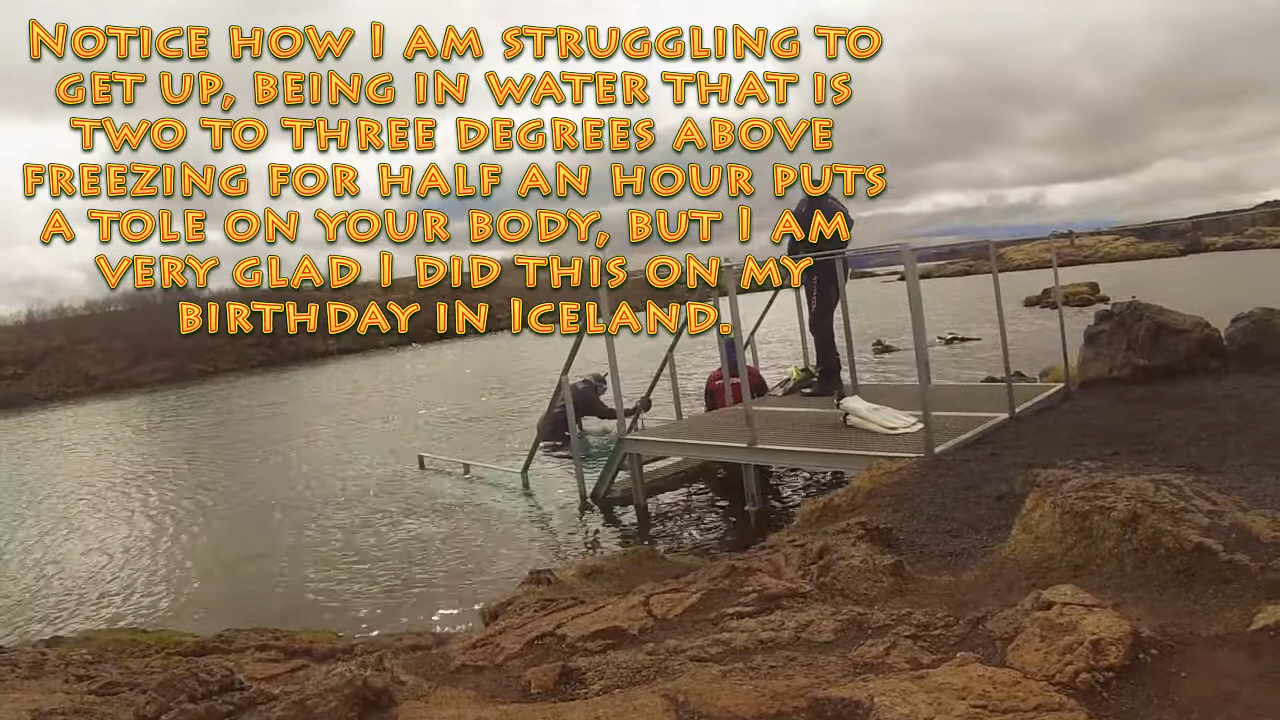 Notice how I am struggling to
get up, being in water that is
two to three degrees above
freezing for half an hour puts
a tole on your body, but I am
very glad I did this on my
birthday in Iceland.